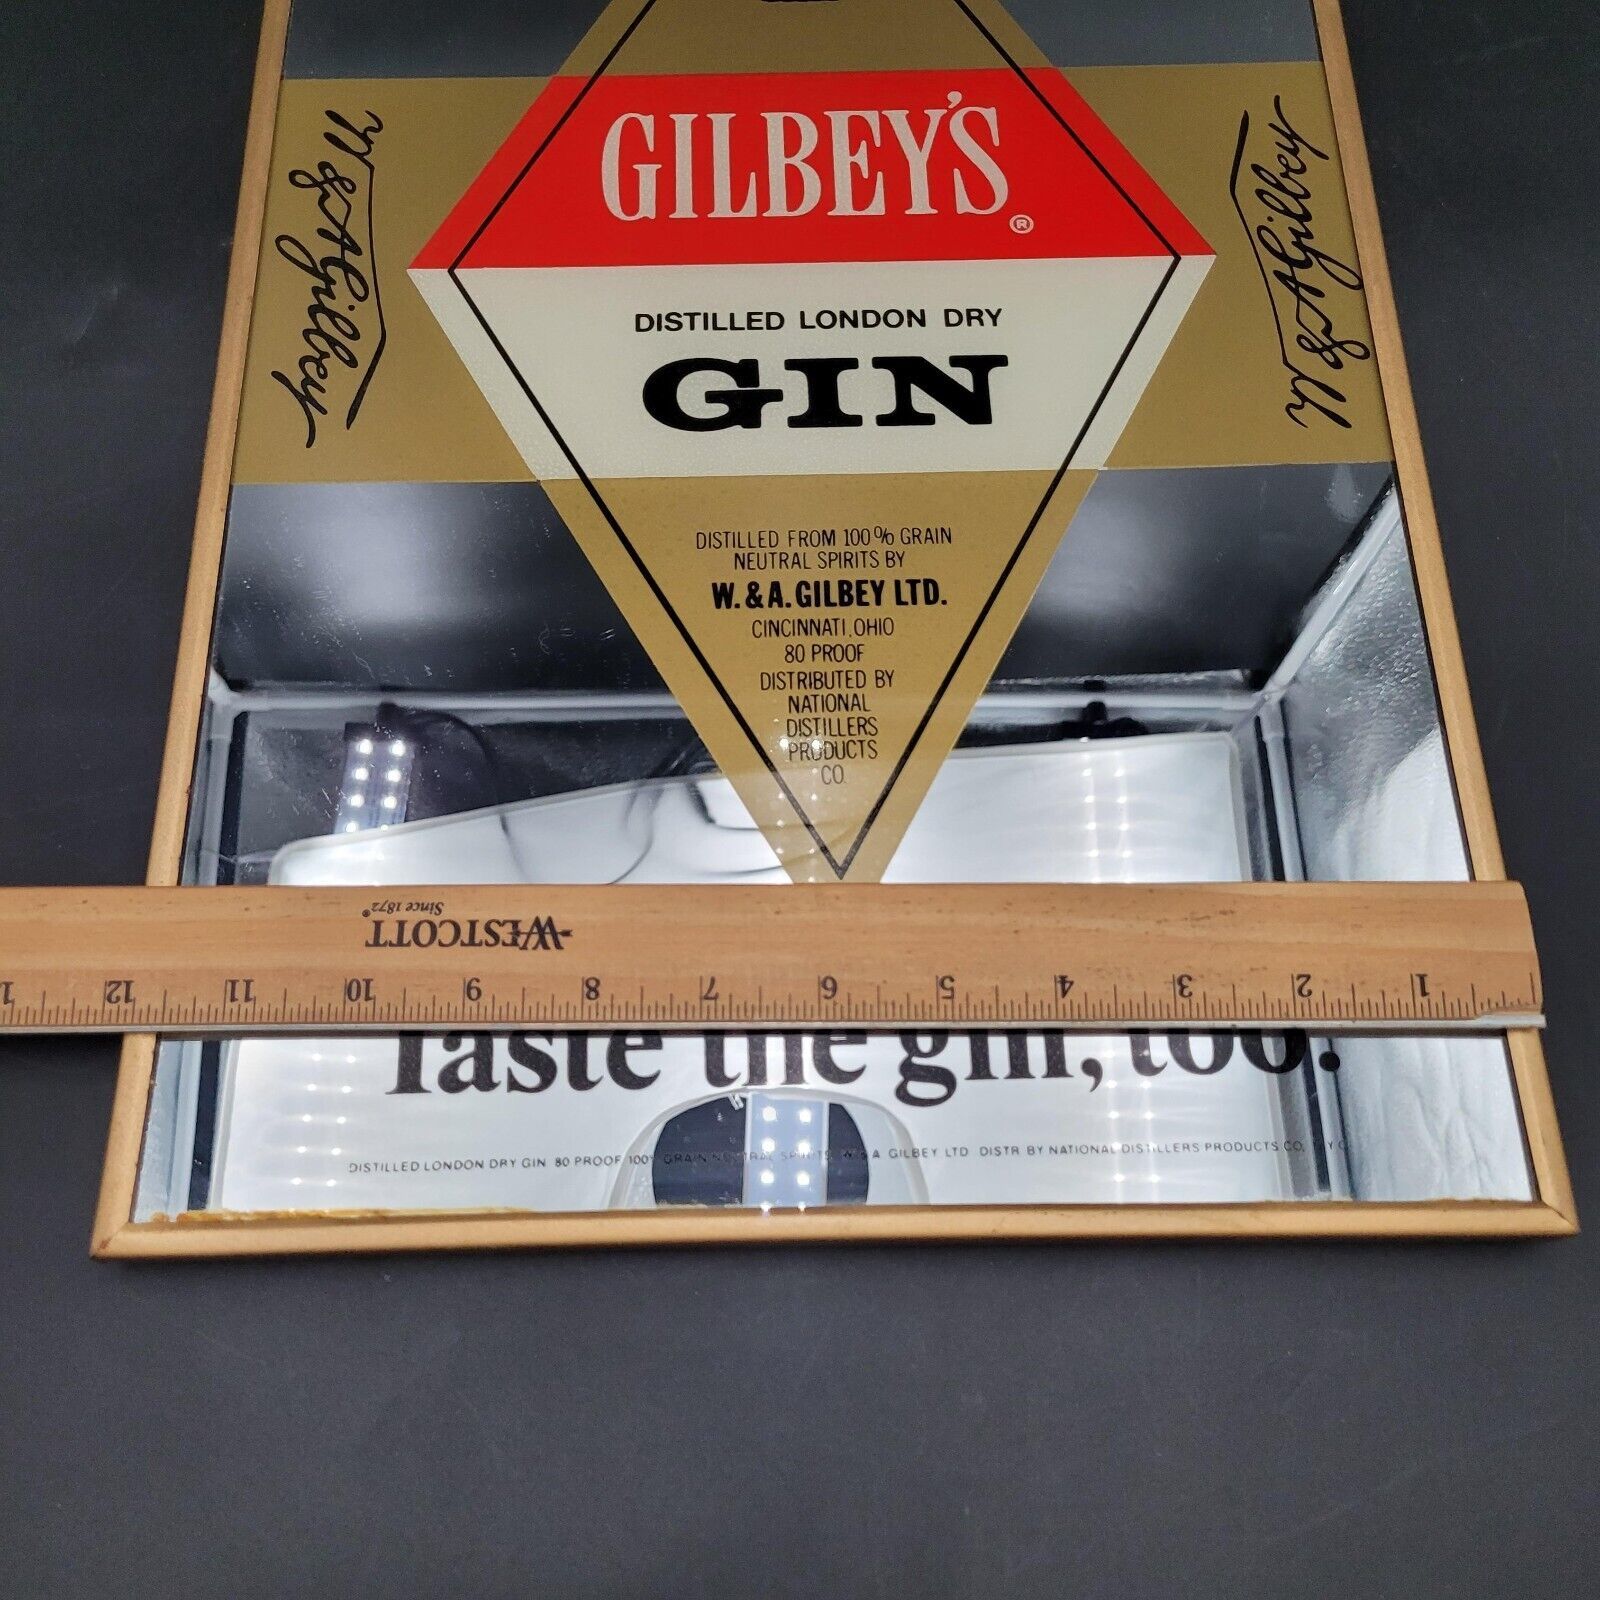 GILBEY'S®
DISTILLED LONDON DRY
GIN
W&A Gilbey
W&A Gilbey
DISTILLED FROM 100% GRAIN
NEUTRAL SPIRITS BY
W. & A. GILBEY LTD.
CINCINNATI, OHIO
80 PROOF
DISTRIBUTED BY
NATIONAL
DISTILLERS
PRODUCTS
CO.
WESTCOTT®
Since 1872
1 2 3 4 5 6 7 8 9 10 11 12
Taste the gin, too.
DISTILLED LONDON DRY GIN 80 PROOF 100% GRAIN NEUTRAL SPIRITS W. & A GILBEY LTD DISTR BY NATIONAL DISTILLERS PRODUCTS CO,